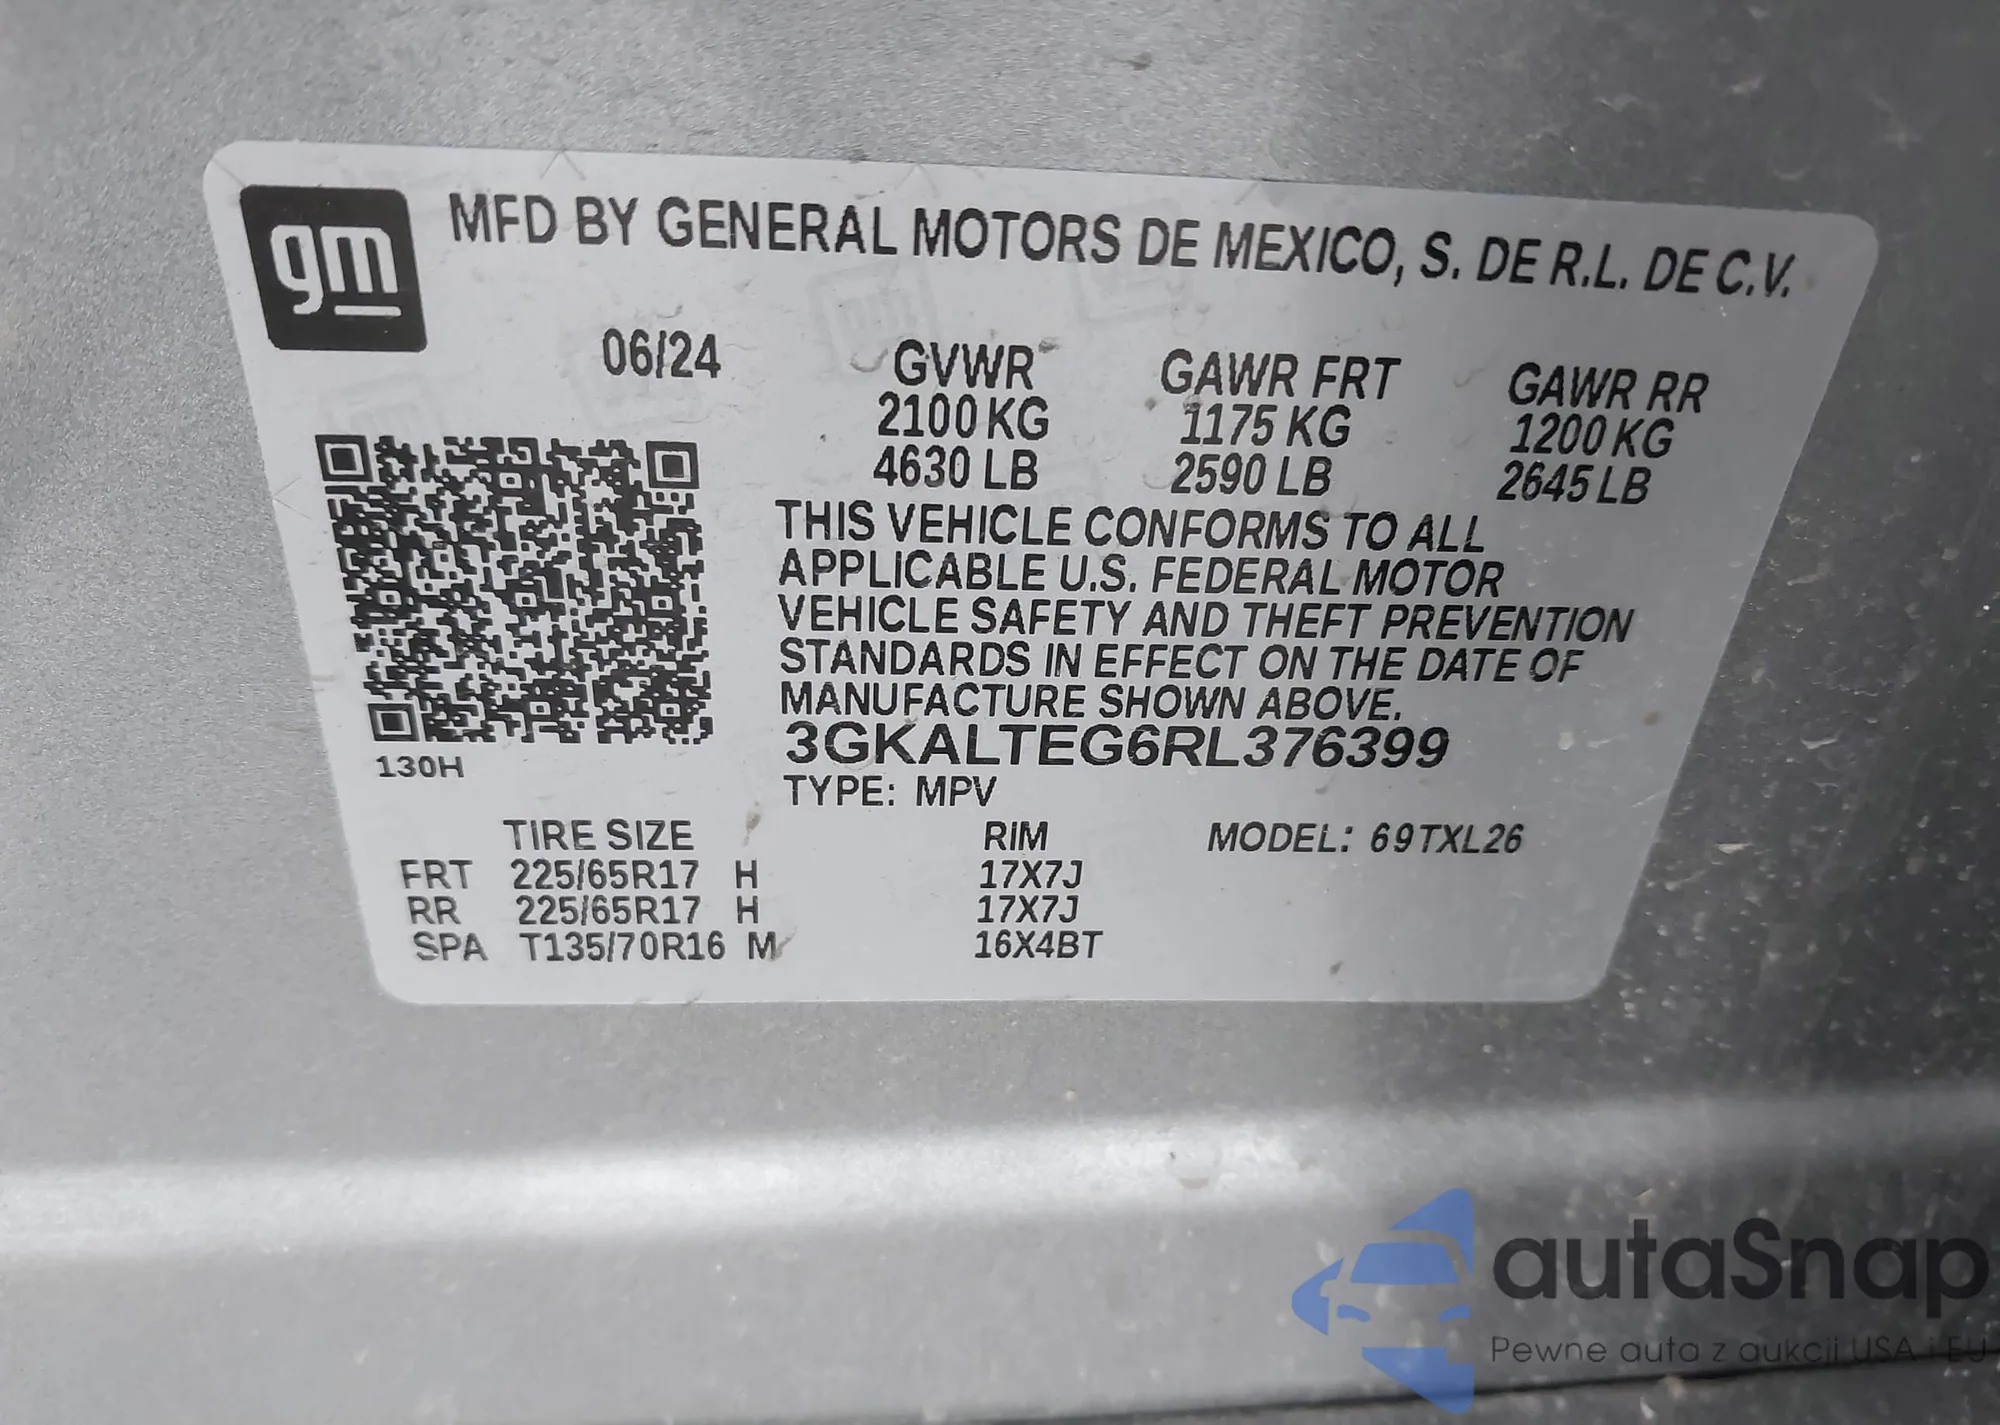 gm
MFD BY GENERAL MOTORS DE MEXICO, S. DE R.L. DE C.V.
06/24 GVWR GAWR FRT GAWR RR
2100 KG 1175 KG 1200 KG
4630 LB 2590 LB 2645 LB
THIS VEHICLE CONFORMS TO ALL
APPLICABLE U.S. FEDERAL MOTOR
VEHICLE SAFETY AND THEFT PREVENTION
STANDARDS IN EFFECT ON THE DATE OF
MANUFACTURE SHOWN ABOVE.
3GKALTEG6RL376399
130H
TYPE: MPV
TIRE SIZE RIM MODEL: 69TXL26
FRT 225/65R17 H 17X7J
RR 225/65R17 H 17X7J
SPA T135/70R16 M 16X4BT
autaSnap
Pewne auta z aukcji USA i EU